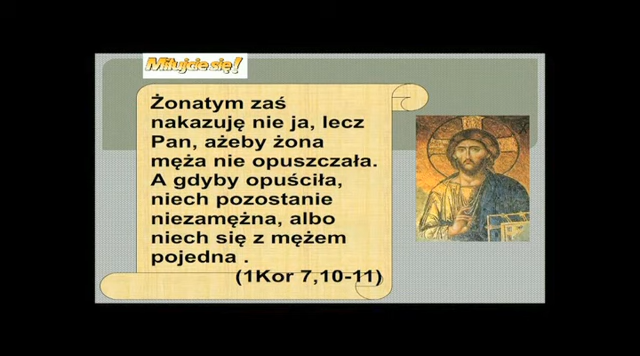 Miłujcie się!
Żonatym zaś
nakazuję nie ja, lecz
Pan, ażeby żona
męża nie opuszczała.
A gdyby opuściła,
niech pozostanie
niezamężna, albo
niech się z mężem
pojedna .
(1Kor 7,10-11)